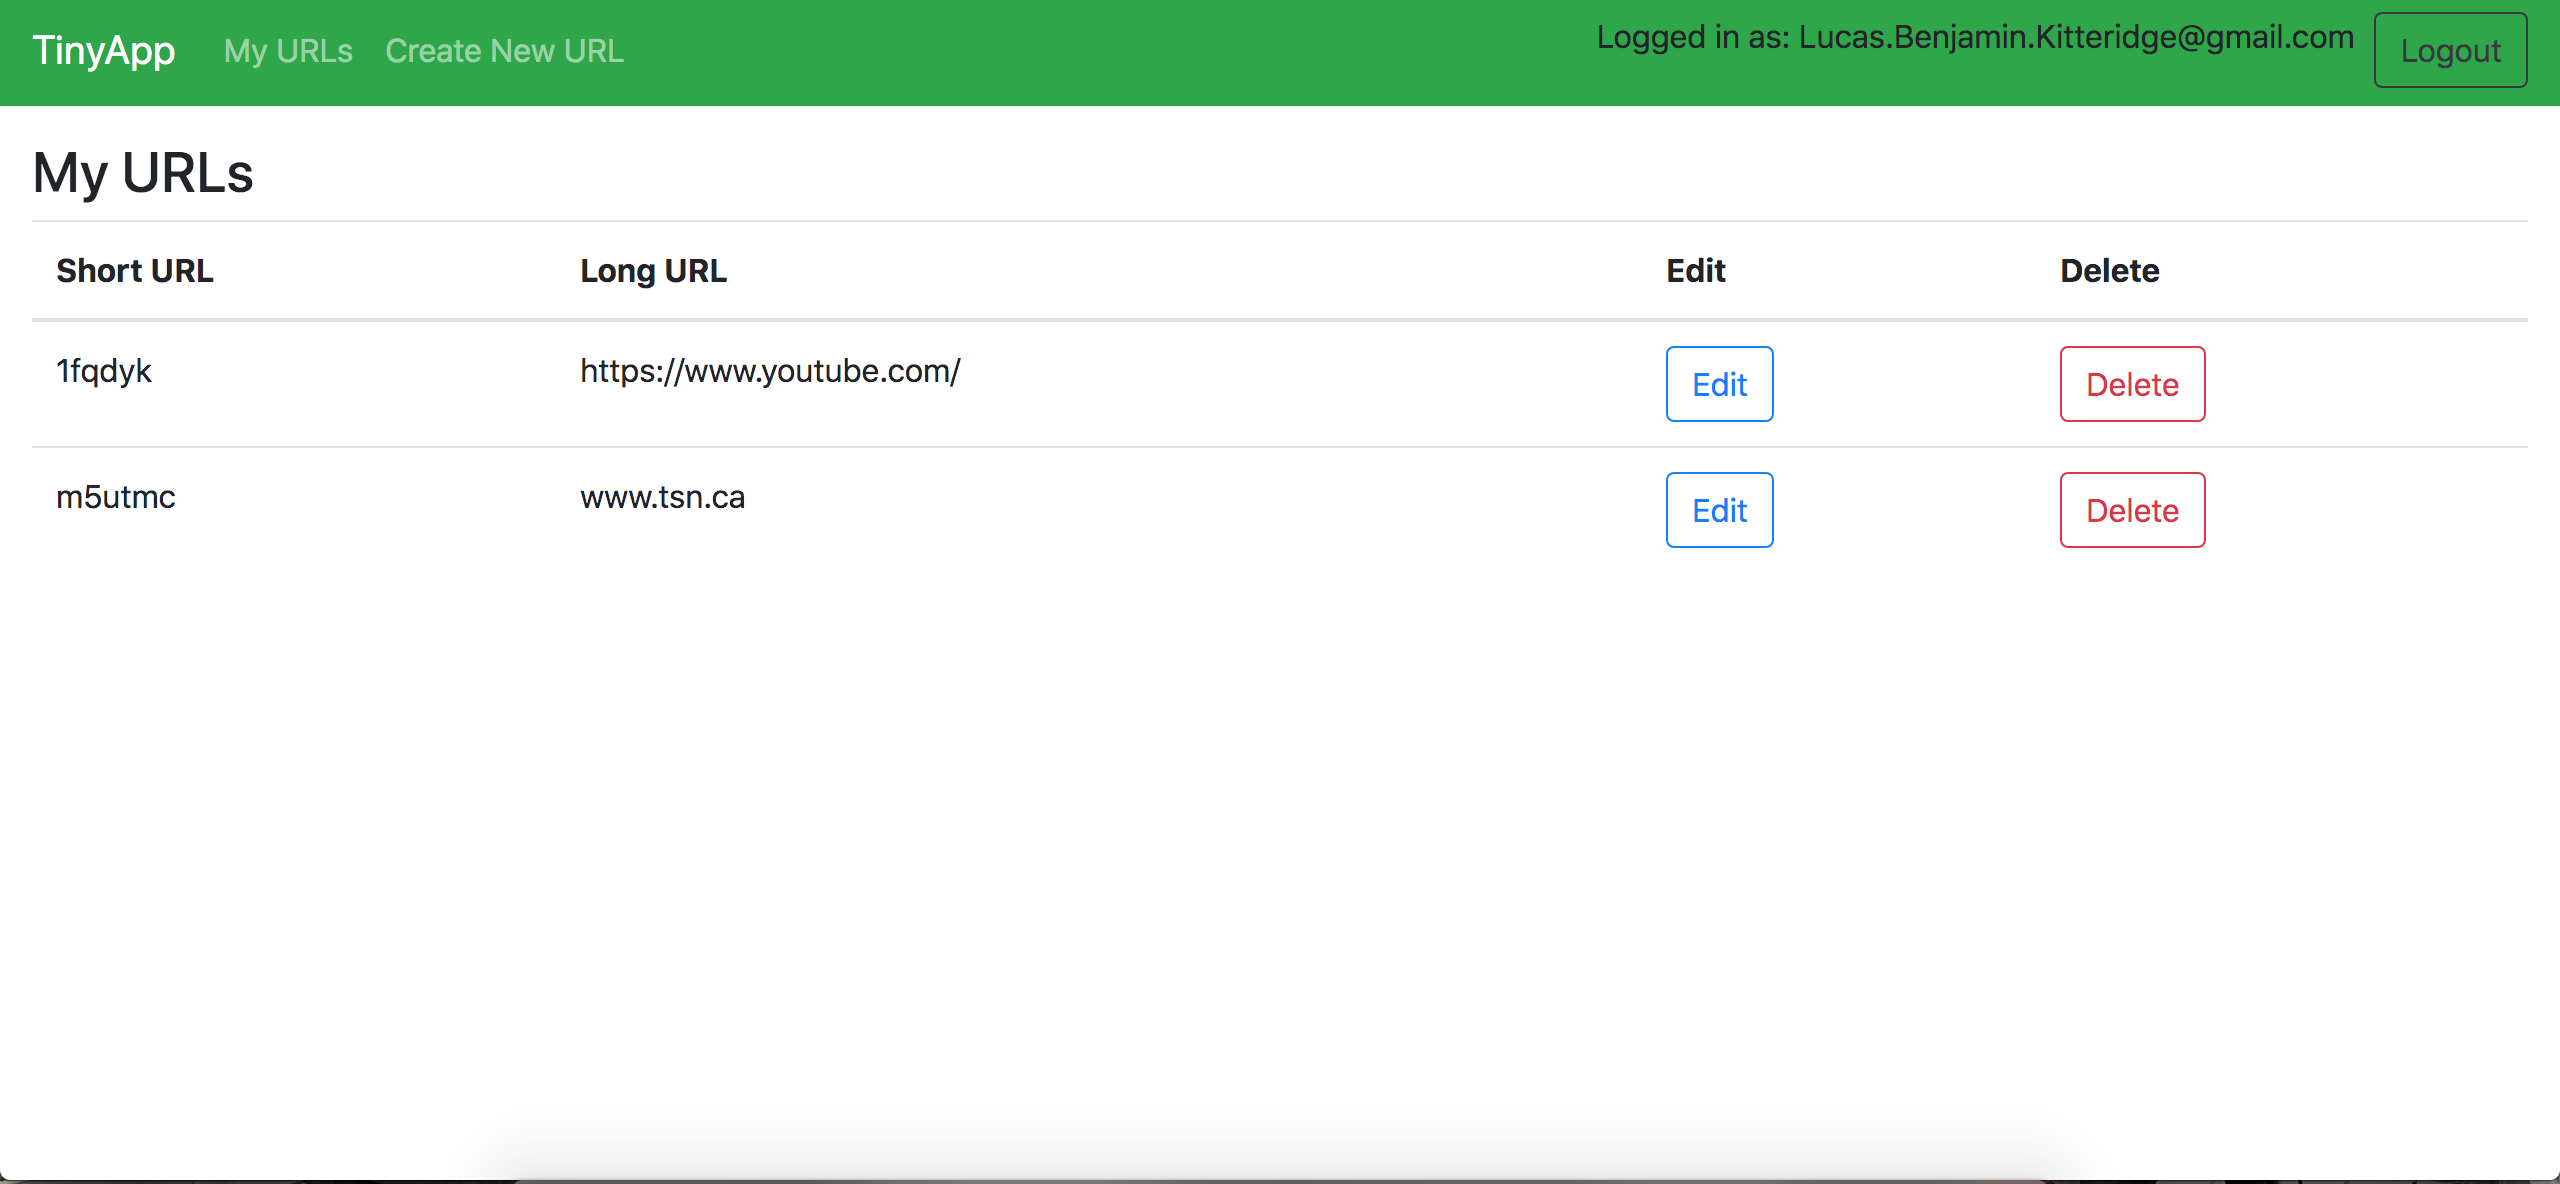 TinyApp My URLs Create New URL Logged in as: Lucas.Benjamin.Kitteridge@gmail.com Logout
My URLs
Short URL Long URL Edit Delete
1fqdyk https://www.youtube.com/ Edit Delete
m5utmc www.tsn.ca Edit Delete